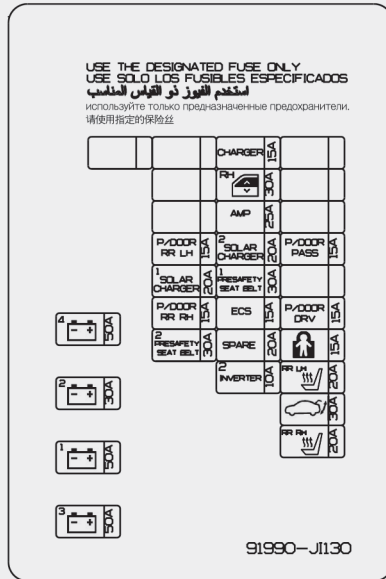 USE THE DESIGNATED FUSE ONLY
USE SOLO LOS FUSIBLES ESPECIFICADOS
استخدم الفيوز ذو القياس المناسب
используйте только предназначенные предохранители.
请使用指定的保险丝
CHARGER 15A
RH 30A
AMP 25A
P/DOOR RR LH 15A
2 SOLAR CHARGER 20A
P/DOOR PASS 15A
1 SOLAR CHARGER 20A
1 PRESAFETY SEAT BELT 30A
P/DOOR RR RH 15A
ECS 15A
P/DOOR DRV 15A
2 PRESAFETY SEAT BELT 30A
SPARE 20A
15A
2 INVERTER 10A
RR LH 20A
30A
RR RH 20A
4 - + 50A
2 - + 30A
1 - + 50A
3 - + 50A
91990-JI130